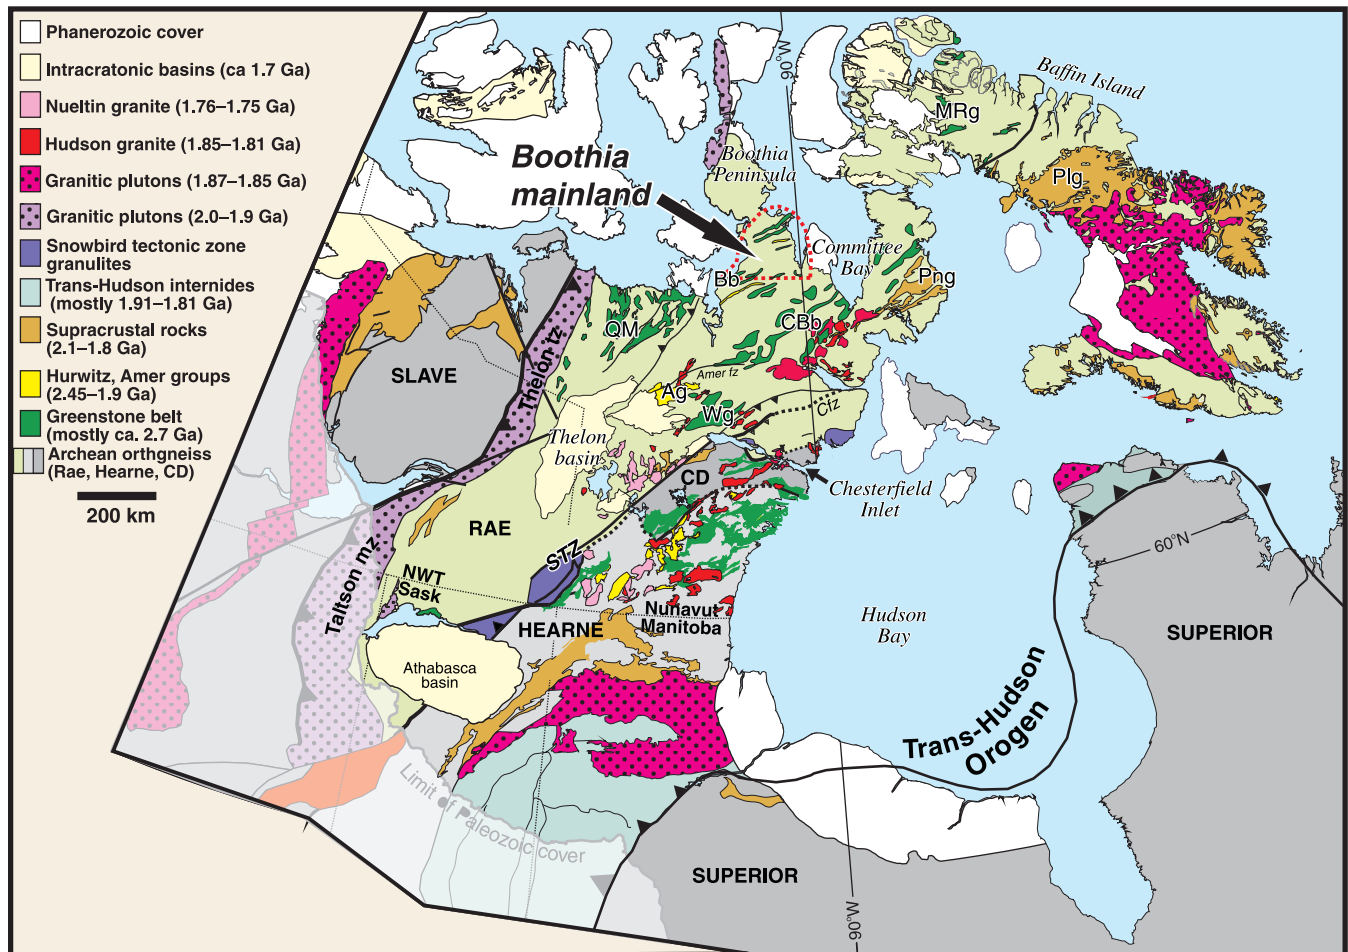 Phanerozoic cover
Intracratonic basins (ca 1.7 Ga)
Nueltin granite (1.76–1.75 Ga)
Hudson granite (1.85–1.81 Ga)
Granitic plutons (1.87–1.85 Ga)
Granitic plutons (2.0–1.9 Ga)
Snowbird tectonic zone
granulites
Trans-Hudson internides
(mostly 1.91–1.81 Ga)
Supracrustal rocks
(2.1–1.8 Ga)
Hurwitz, Amer groups
(2.45–1.9 Ga)
Greenstone belt
(mostly ca. 2.7 Ga)
Archean orthgneiss
(Rae, Hearne, CD)
200 km
90°W
Baffin Island
MRg
Boothia
mainland
Boothia
Peninsula
Plg
Committee
Bay
Bb
Png
QM
CBb
SLAVE
Thelon tz
Amer fz
Ag
Wg
Cfz
Thelon
basin
CD
Chesterfield
Inlet
RAE
STZ
60°N
Taltson mz
NWT
Sask
Nunavut
Manitoba
HEARNE
Hudson
Bay
SUPERIOR
Athabasca
basin
Trans-Hudson
Orogen
Limit of Paleozoic cover
SUPERIOR
90°W